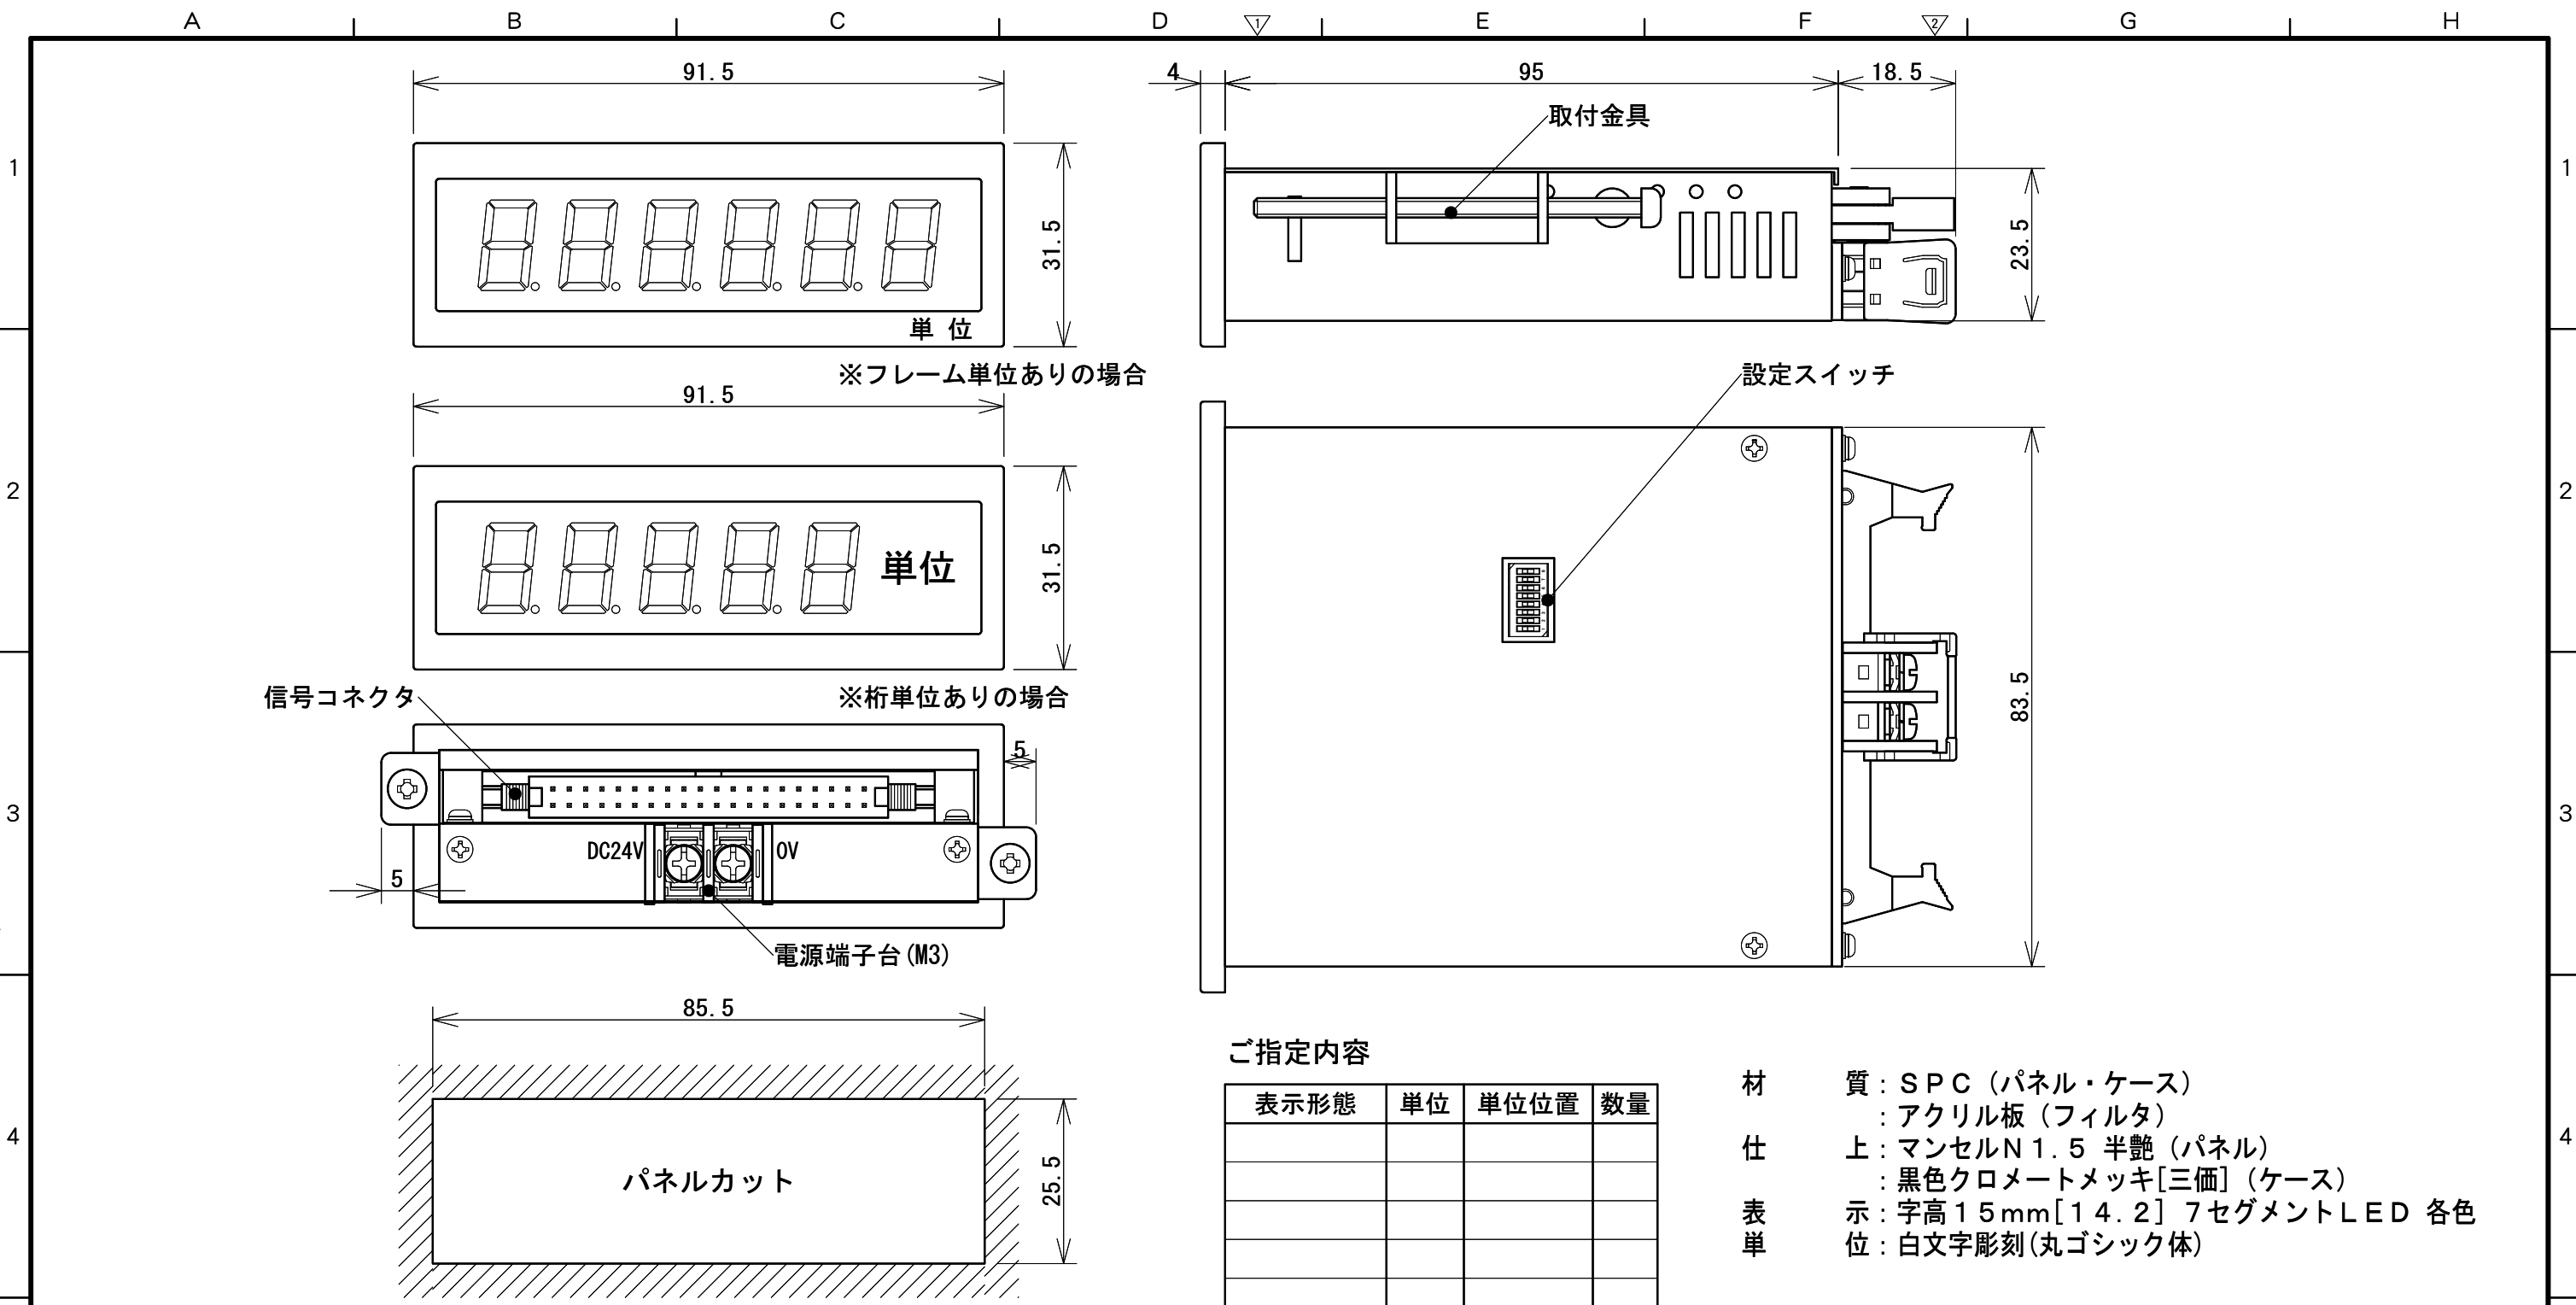 A B C D 1 E F 2 G H
91.5
4 95 18.5
取付金具
1 1
31.5
23.5
単 位
※フレーム単位ありの場合
設定スイッチ
91.5
2 2
31.5
単位
※桁単位ありの場合
信号コネクタ
83.5
5
3 3
DC24V 0V
5
電源端子台(M3)
85.5
パネルカット
25.5
4 4
ご指定内容
表示形態 単位 単位位置 数量
材 質:SPC(パネル・ケース)
:アクリル板(フィルタ)
仕 上:マンセルN1.5 半艶(パネル)
:黒色クロメートメッキ[三価](ケース)
表 示:字高15mm[14.2] 7セグメントLED 各色
単 位:白文字彫刻(丸ゴシック体)